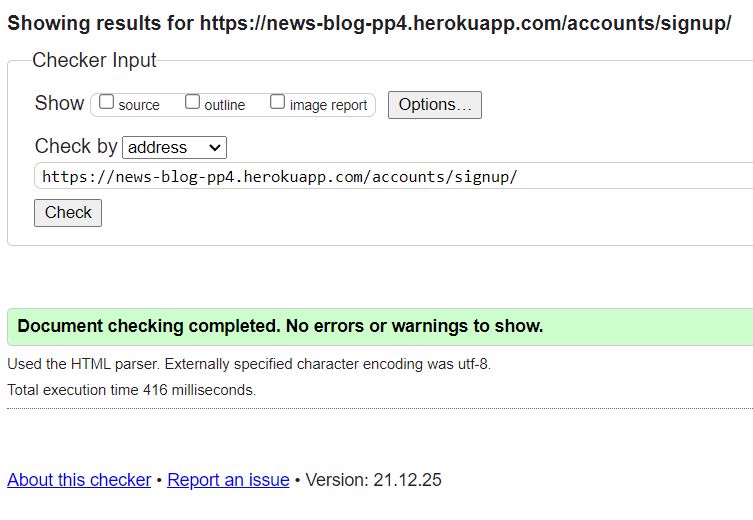 Showing results for https://news-blog-pp4.herokuapp.com/accounts/signup/
Checker Input
Show source outline image report Options...
Check by address
https://news-blog-pp4.herokuapp.com/accounts/signup/
Check
Document checking completed. No errors or warnings to show.
Used the HTML parser. Externally specified character encoding was utf-8.
Total execution time 416 milliseconds.
About this checker • Report an issue • Version: 21.12.25